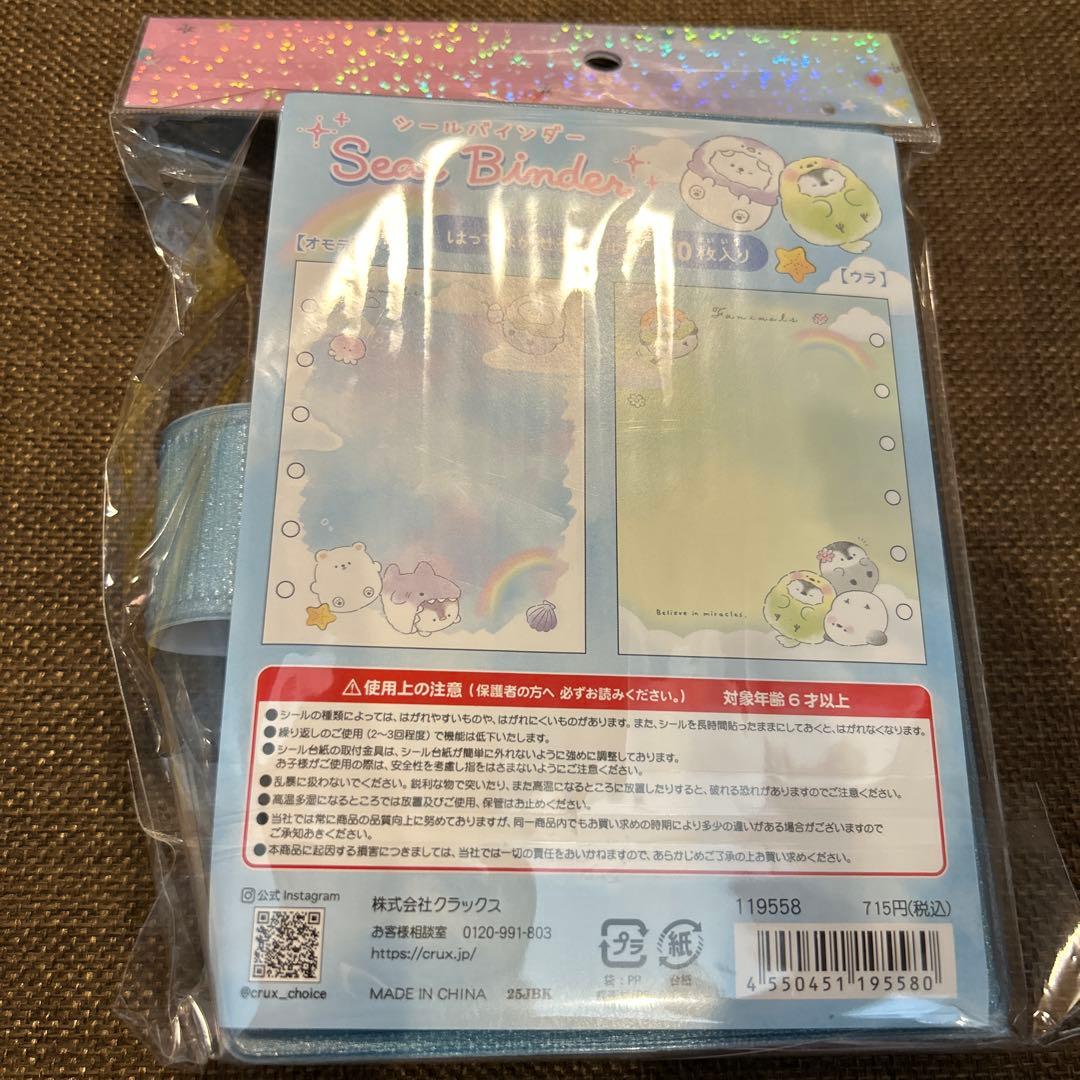 シールバインダー
Seal Binder
はって
0枚入り
【ウラ】
Fanimals
Believe in miracles.
⚠使用上の注意（保護者の方へ 必ずお読みください。） 対象年齢6才以上
●シールの種類によっては、はがれやすいものや、はがれにくいものがあります。また、シールを長時間貼ったままにしておくと、はがれなくなります。
●繰り返しのご使用（2～3回程度）で機能は低下いたします。
●シール台紙の取付金具は、シール台紙が簡単に外れないように強めに調整しております。
お子様がご使用の際は、安全性を考慮し指をはさまないようにご注意ください。
●乱暴に扱わないでください。鋭利な物で突いたり、また高温になるところに放置したりすると、破れる恐れがありますのでご注意ください。
●高温多湿になるところでは放置及びご使用、保管はお止めください。
●当社では常に商品の品質向上に努めておりますが、同一商品内でもお買い求めの時期により多少の違いがある場合がございますので
ご承知おきください。
●本商品に起因する損害につきましては、当社では一切の責任をおいかねますので、あらかじめご了承の上お買い求めください。
公式Instagram
@crux_choice
株式会社クラックス
お客様相談室 0120-991-803
https://crux.jp/
MADE IN CHINA 25JBK
プラ
紙
袋：PP
台紙
119558 715円(税込)
4 550451 195580